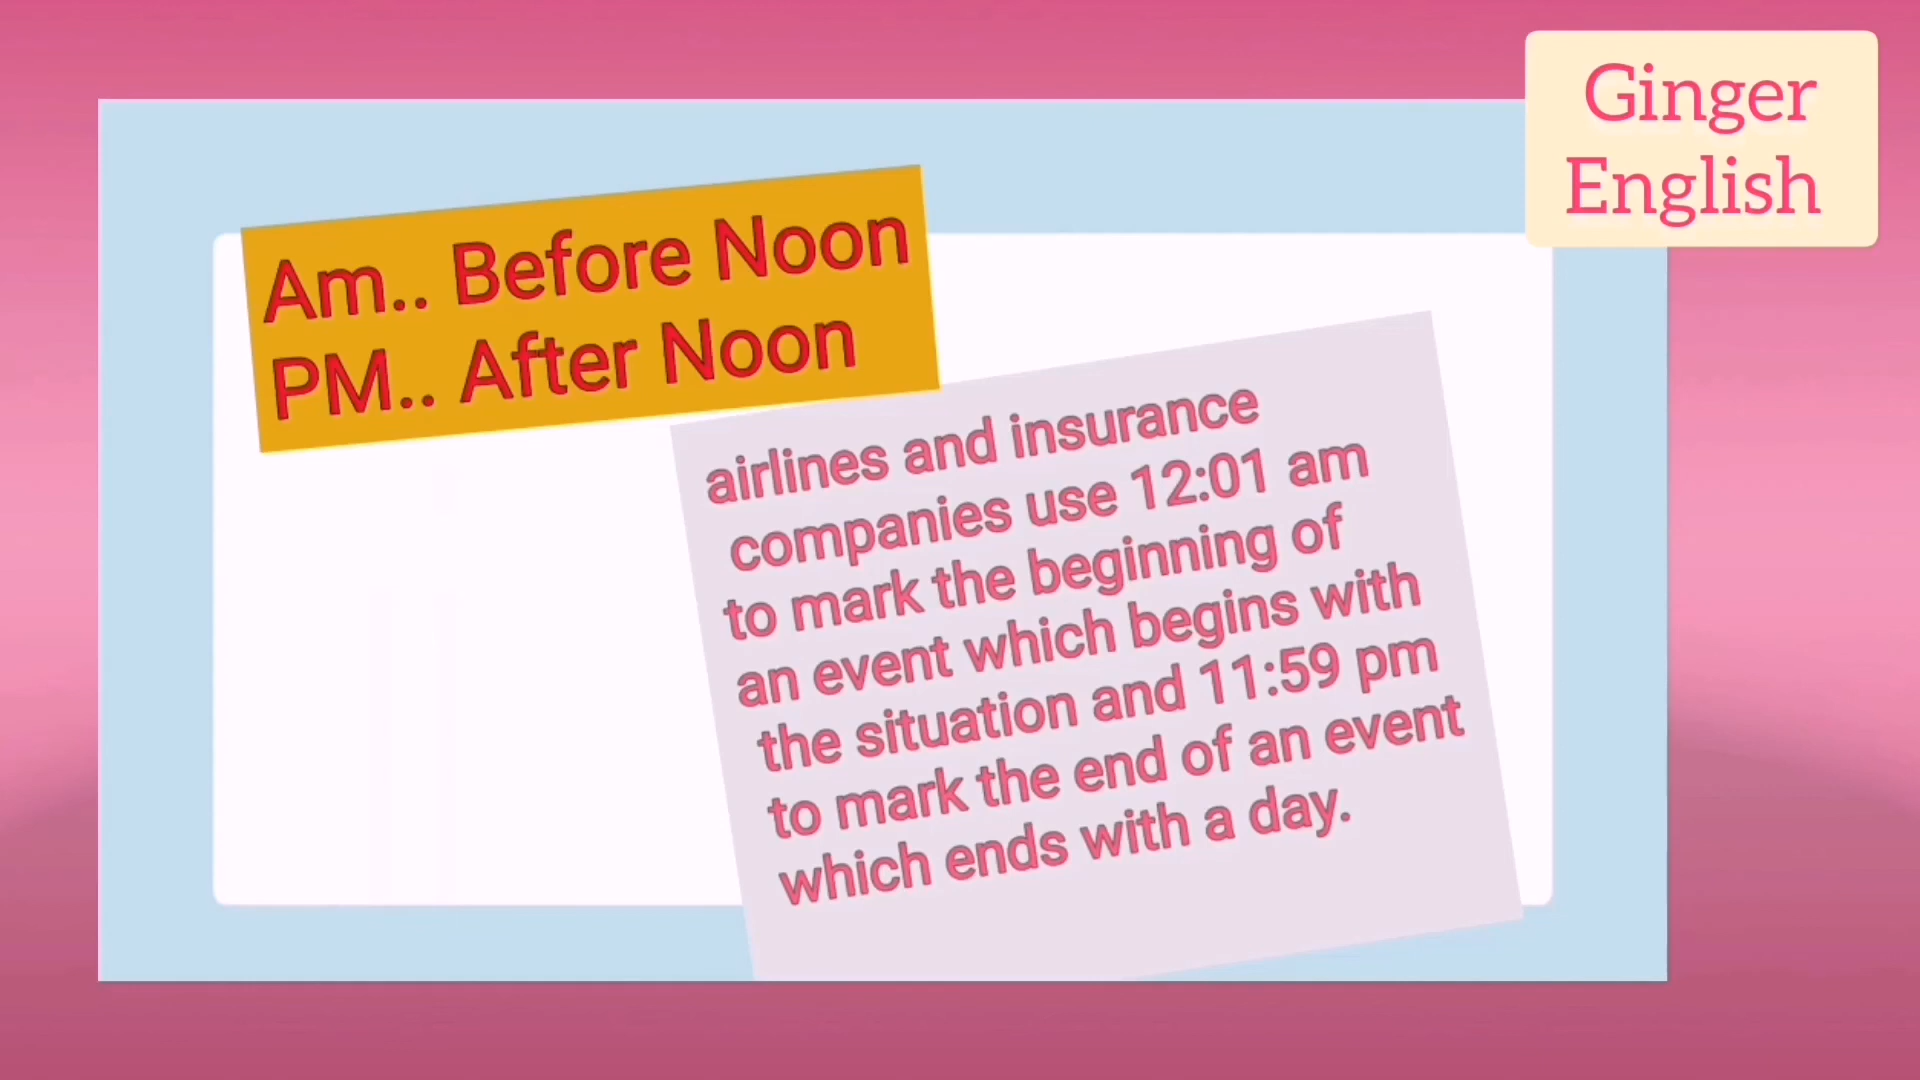 Ginger
English
Am.. Before Noon
PM.. After Noon
airlines and insurance
companies use 12:01 am
to mark the beginning of
an event which begins with
the situation and 11:59 pm
to mark the end of an event
which ends with a day.